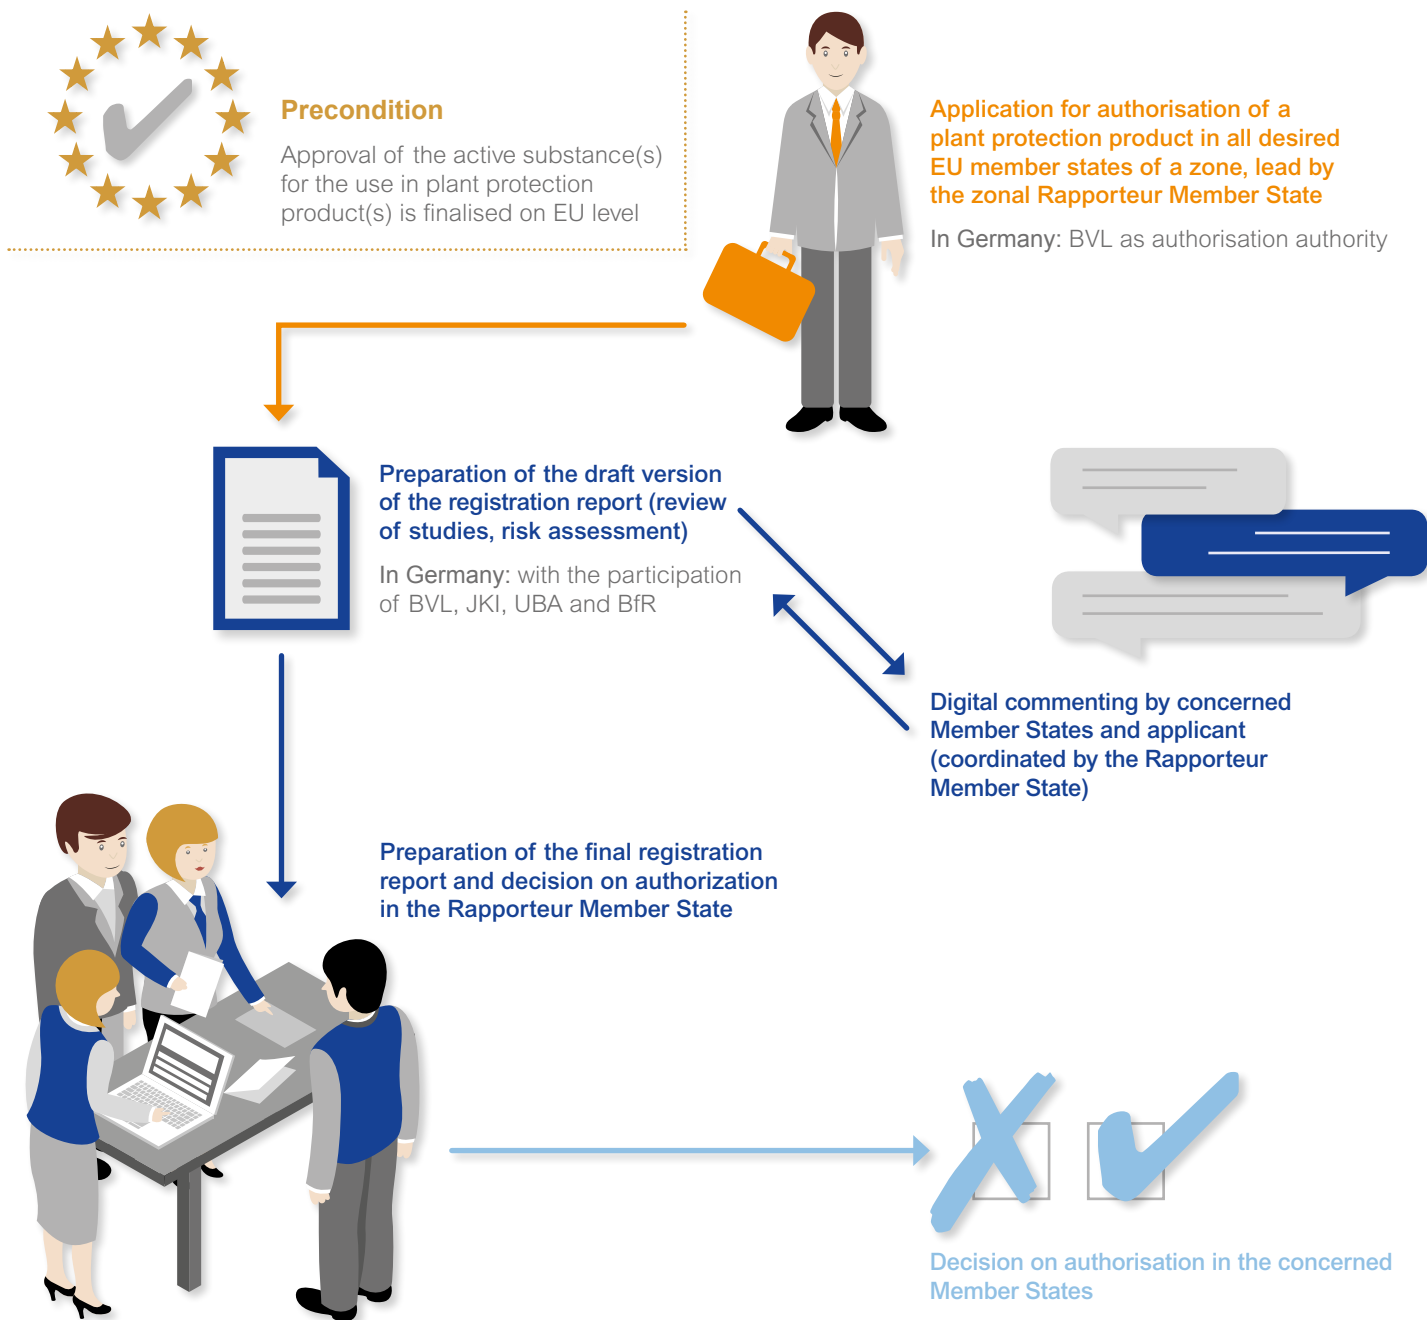 Precondition
Approval of the active substance(s)
for the use in plant protection
product(s) is finalised on EU level
Application for authorisation of a
plant protection product in all desired
EU member states of a zone, lead by
the zonal Rapporteur Member State
In Germany: BVL as authorisation authority
Preparation of the draft version
of the registration report (review
of studies, risk assessment)
In Germany: with the participation
of BVL, JKI, UBA and BfR
Digital commenting by concerned
Member States and applicant
(coordinated by the Rapporteur
Member State)
Preparation of the final registration
report and decision on authorization
in the Rapporteur Member State
Decision on authorisation in the concerned
Member States